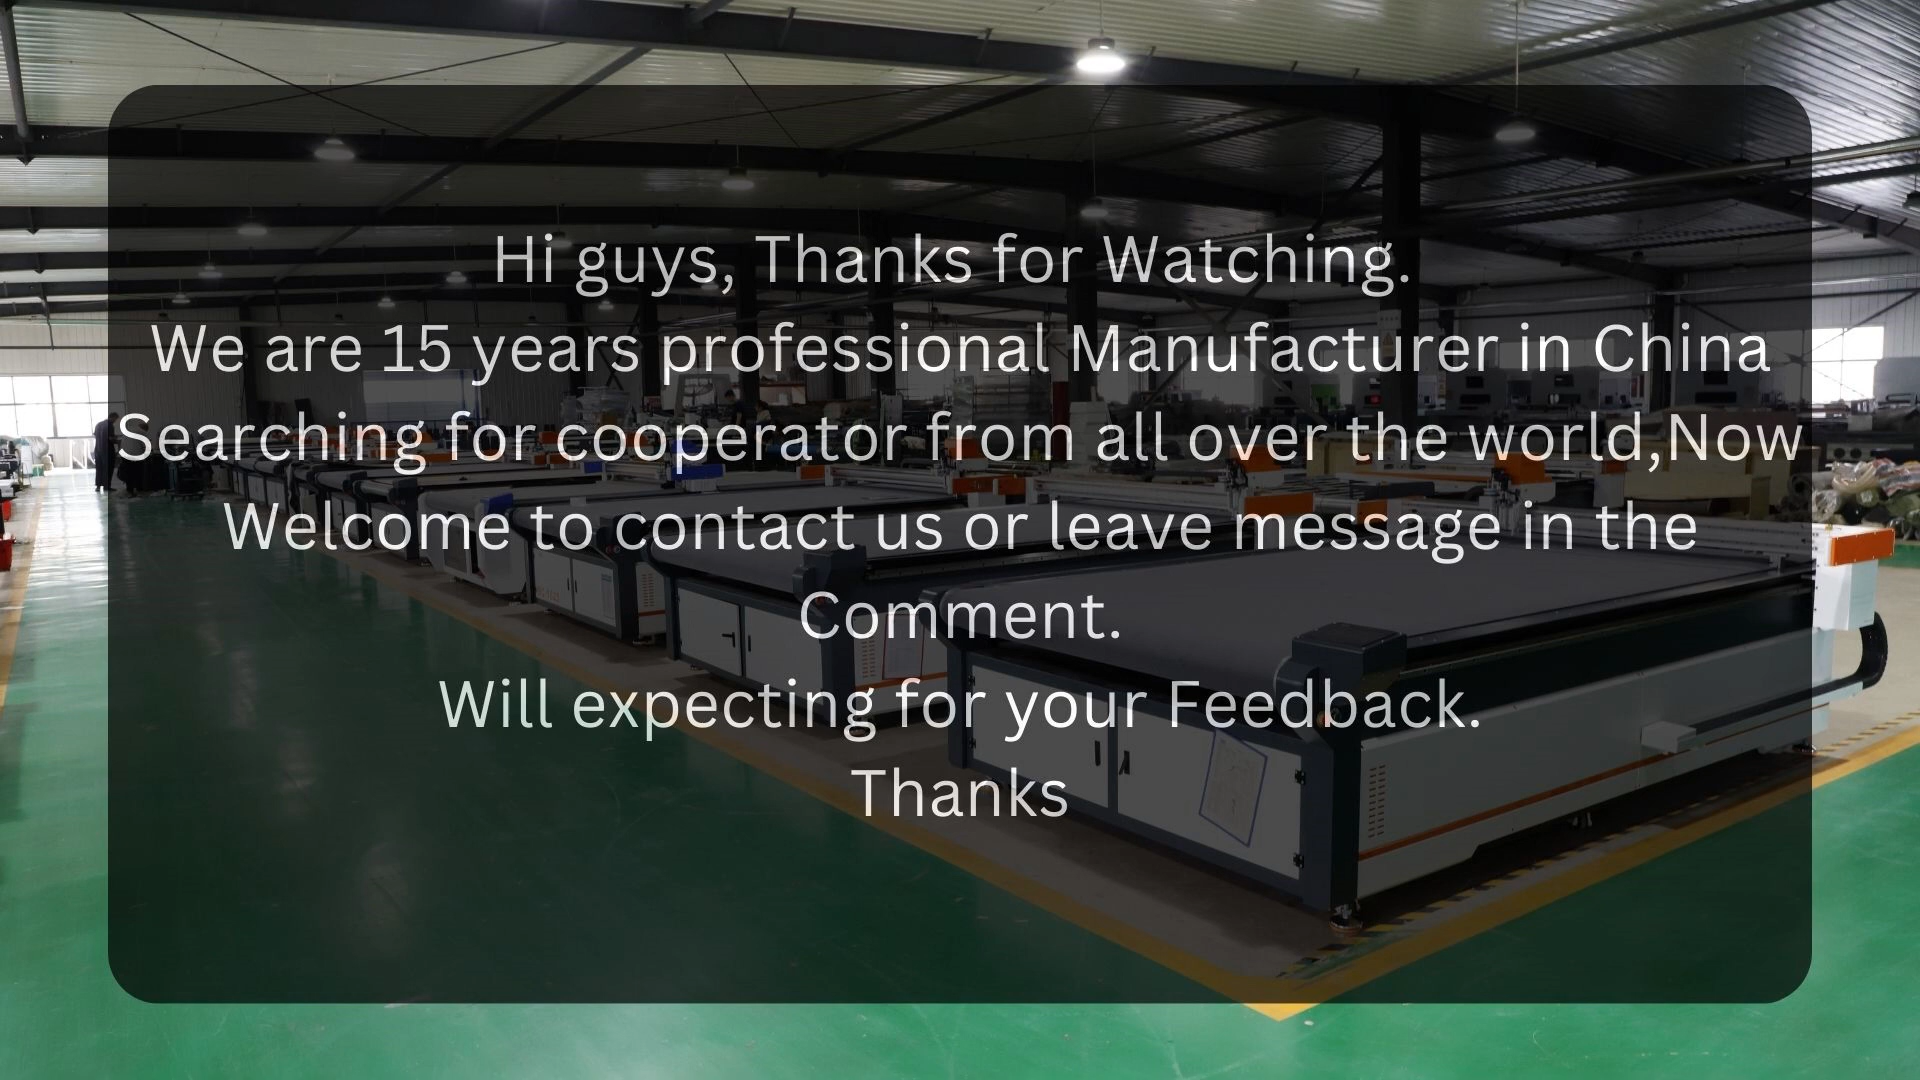 Hi guys, Thanks for Watching.
We are 15 years professional Manufacturer in China
Searching for cooperator from all over the world,Now
Welcome to contact us or leave message in the
Comment.
Will expecting for your Feedback.
Thanks